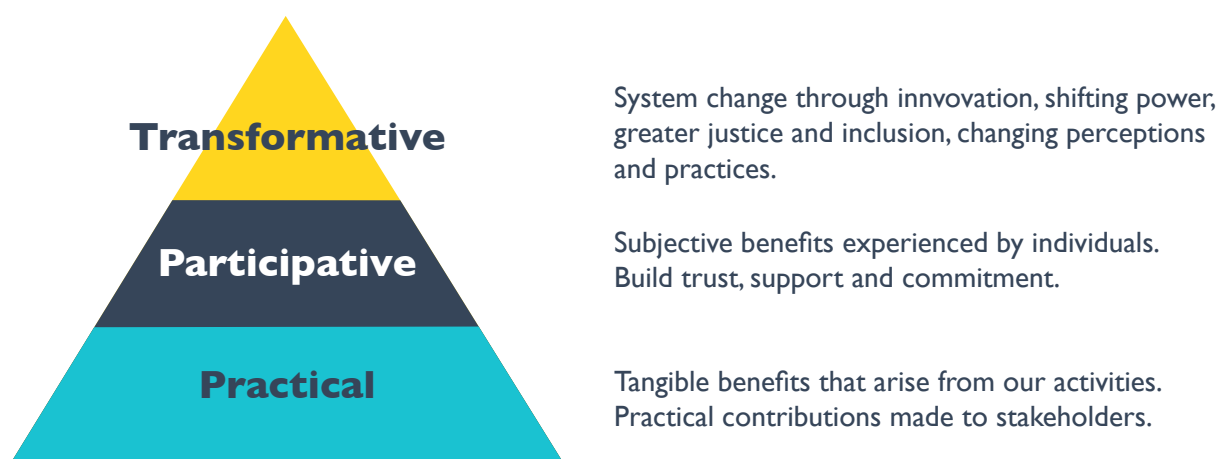 Transformative
System change through innvovation, shifting power,
greater justice and inclusion, changing perceptions
and practices.
Participative
Subjective benefits experienced by individuals.
Build trust, support and commitment.
Practical
Tangible benefits that arise from our activities.
Practical contributions made to stakeholders.